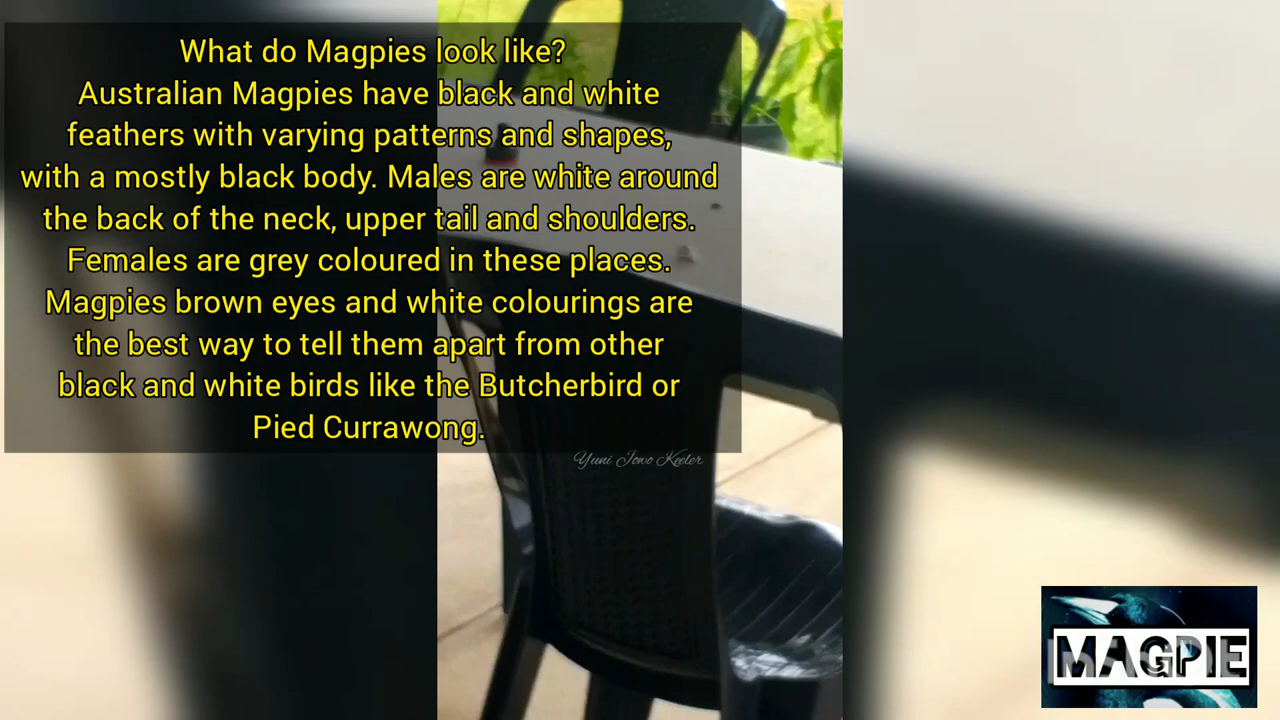 What do Magpies look like?
Australian Magpies have black and white
feathers with varying patterns and shapes,
with a mostly black body. Males are white around
the back of the neck, upper tail and shoulders.
Females are grey coloured in these places.
Magpies brown eyes and white colourings are
the best way to tell them apart from other
black and white birds like the Butcherbird or
Pied Currawong.
Yuni Jowo Keeler
MAGPIE